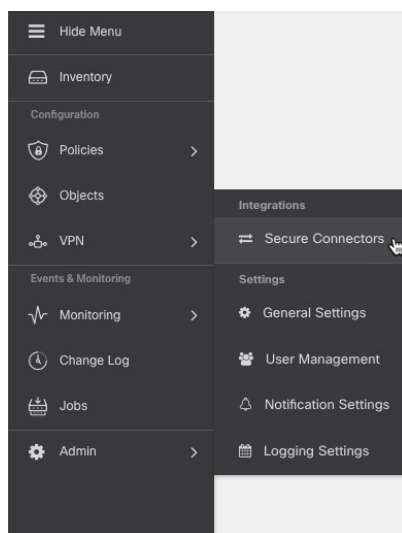 Hide Menu
Inventory
Configuration
Policies
Objects
VPN
Events & Monitoring
Monitoring
Change Log
Jobs
Admin
Integrations
Secure Connectors
Settings
General Settings
User Management
Notification Settings
Logging Settings